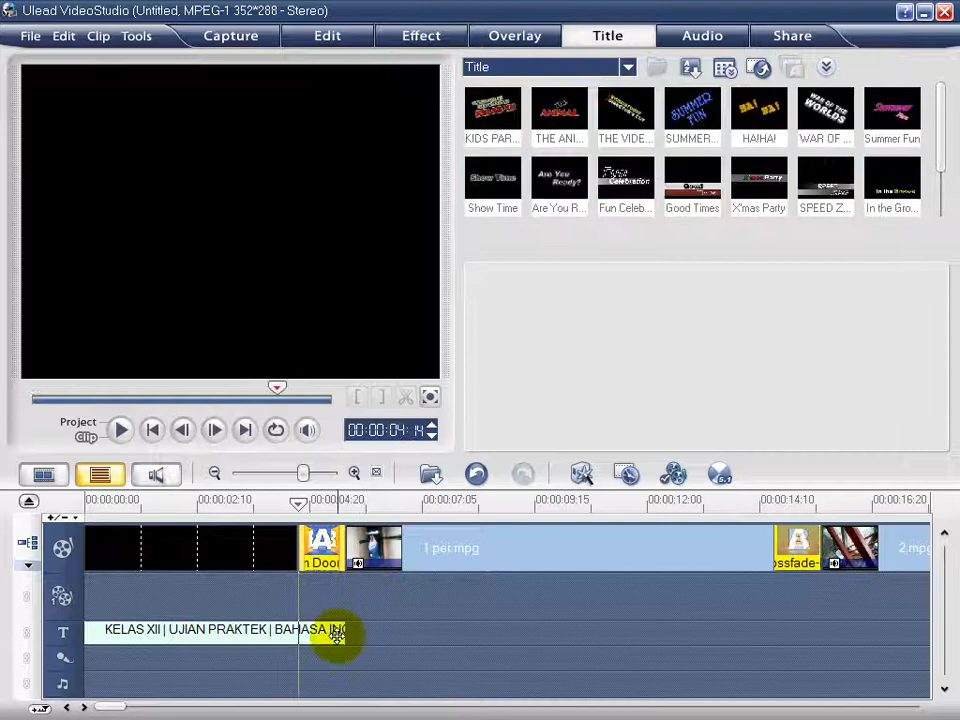 Ulead VideoStudio (Untitled, MPEG-1 352*288 - Stereo)
File Edit Clip Tools Capture Edit Effect Overlay Title Audio Share
Title
KIDS PAR... THE ANI... THE VIDE... SUMMER... HA!HA! WAR OF ... Summer Fun
Show Time Are You R... Fun Celeb... Good Times X'mas Party SPEED Z... In the Gro...
Project
Clip
00:00:04:14
00:00:00:00 00:00:02:10 00:00:04:20 00:00:07:05 00:00:09:15 00:00:12:00 00:00:14:10 00:00:16:20
n Doo 1 per.mpg ossfade- 2.mpg
KELAS XII | UJIAN PRAKTEK | BAHASA ING